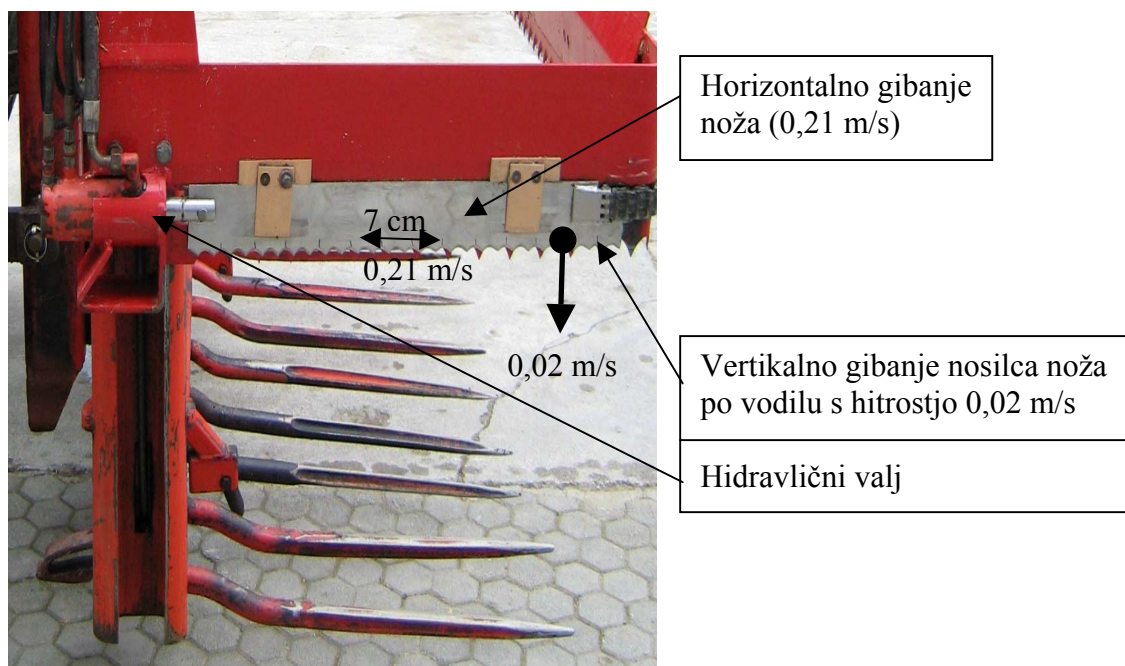 Horizontalno gibanje
noža (0,21 m/s)
7 cm
0,21 m/s
0,02 m/s
Vertikalno gibanje nosilca noža
po vodilu s hitrostjo 0,02 m/s
Hidravlični valj